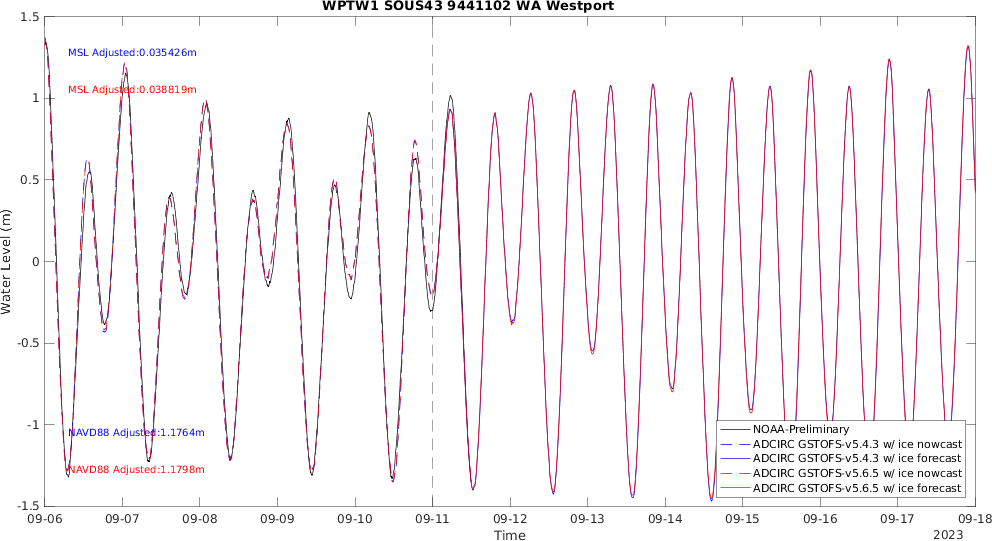 WPTW1 SOUS43 9441102 WA Westport
1.5
1
0.5
0
-0.5
-1
-1.5
Water Level (m)
MSL Adjusted:0.035426m
MSL Adjusted:0.038819m
NAVD88 Adjusted:1.1764m
NAVD88 Adjusted:1.1798m
NOAA-Preliminary
ADCIRC GSTOFS-v5.4.3 w/ ice nowcast
ADCIRC GSTOFS-v5.4.3 w/ ice forecast
ADCIRC GSTOFS-v5.6.5 w/ ice nowcast
ADCIRC GSTOFS-v5.6.5 w/ ice forecast
09-06 09-07 09-08 09-09 09-10 09-11 09-12 09-13 09-14 09-15 09-16 09-17 09-18
Time
2023